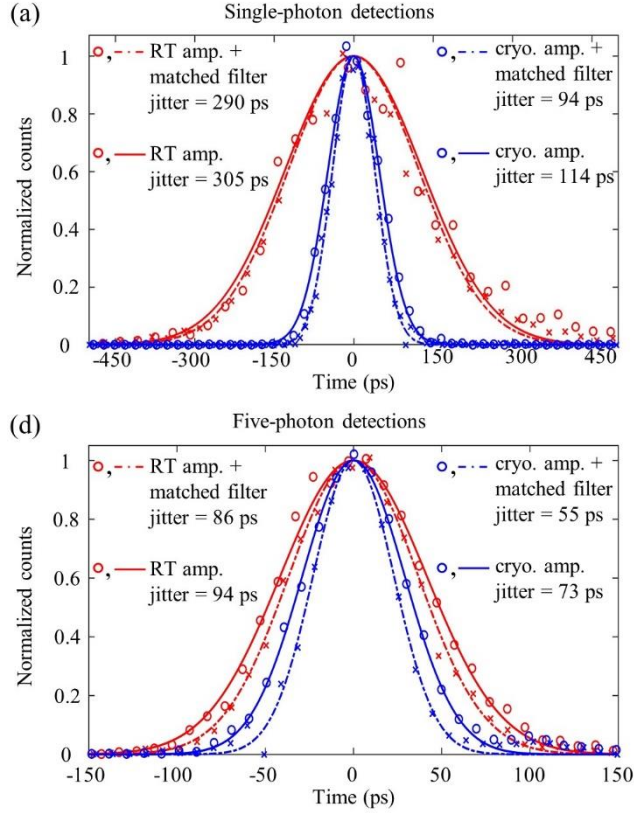 (a)
Single-photon detections
RT amp. +
matched filter
jitter = 290 ps
RT amp.
jitter = 305 ps
cryo. amp. +
matched filter
jitter = 94 ps
cryo. amp.
jitter = 114 ps
Normalized counts
1
0.8
0.6
0.4
0.2
0
-450 -300 -150 0 150 300 450
Time (ps)
(d)
Five-photon detections
RT amp. +
matched filter
jitter = 86 ps
RT amp.
jitter = 94 ps
cryo. amp. +
matched filter
jitter = 55 ps
cryo. amp.
jitter = 73 ps
Normalized counts
1
0.8
0.6
0.4
0.2
0
-150 -100 -50 0 50 100 150
Time (ps)